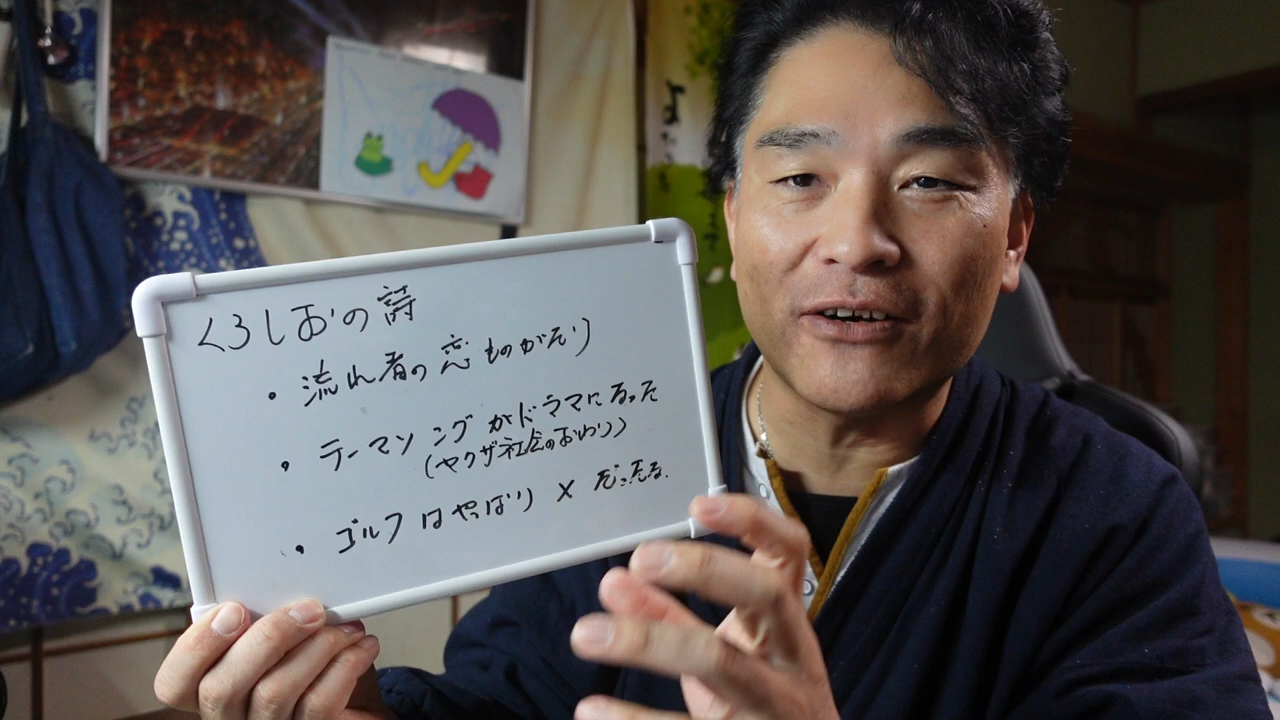 くろしおの詩
・流れ者の恋ものがたり
・テーマソングがドラマになった
(ヤクザ社会のおわり)
・ゴルフはやっぱり×だった。